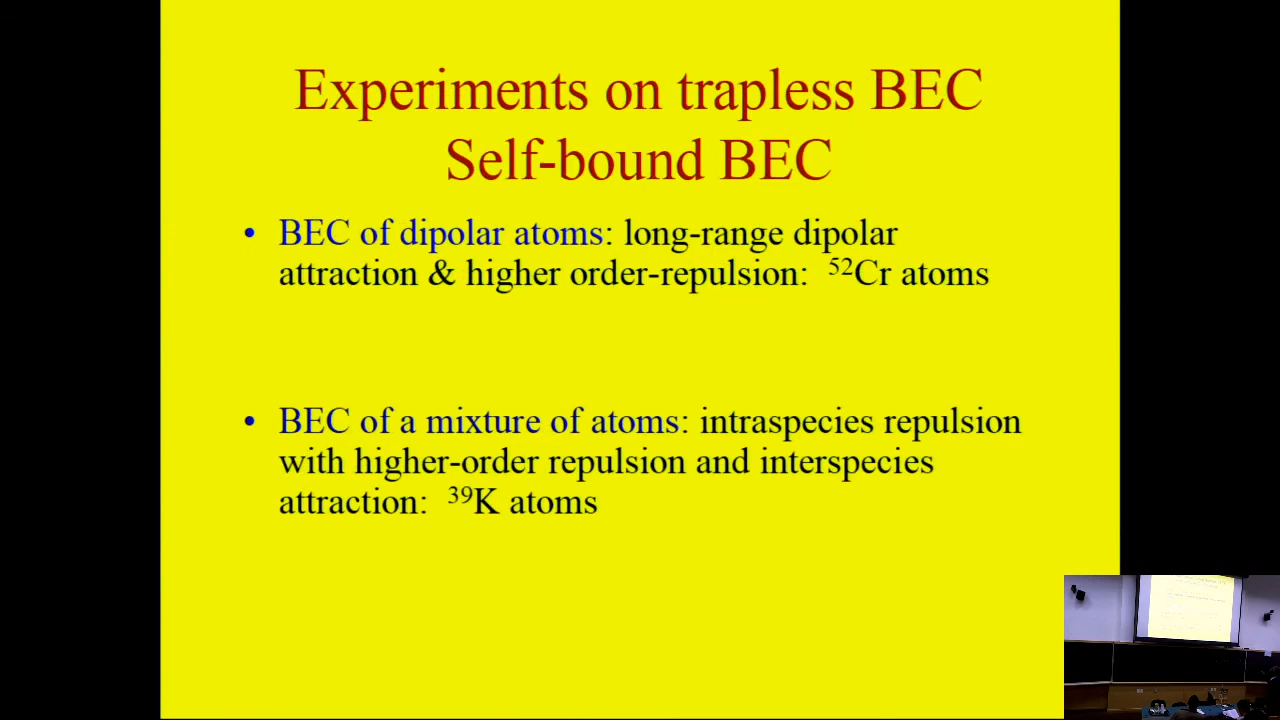 Experiments on trapless BEC
Self-bound BEC
• BEC of dipolar atoms: long-range dipolar
attraction & higher order-repulsion: ⁵²Cr atoms
• BEC of a mixture of atoms: intraspecies repulsion
with higher-order repulsion and interspecies
attraction: ³⁹K atoms